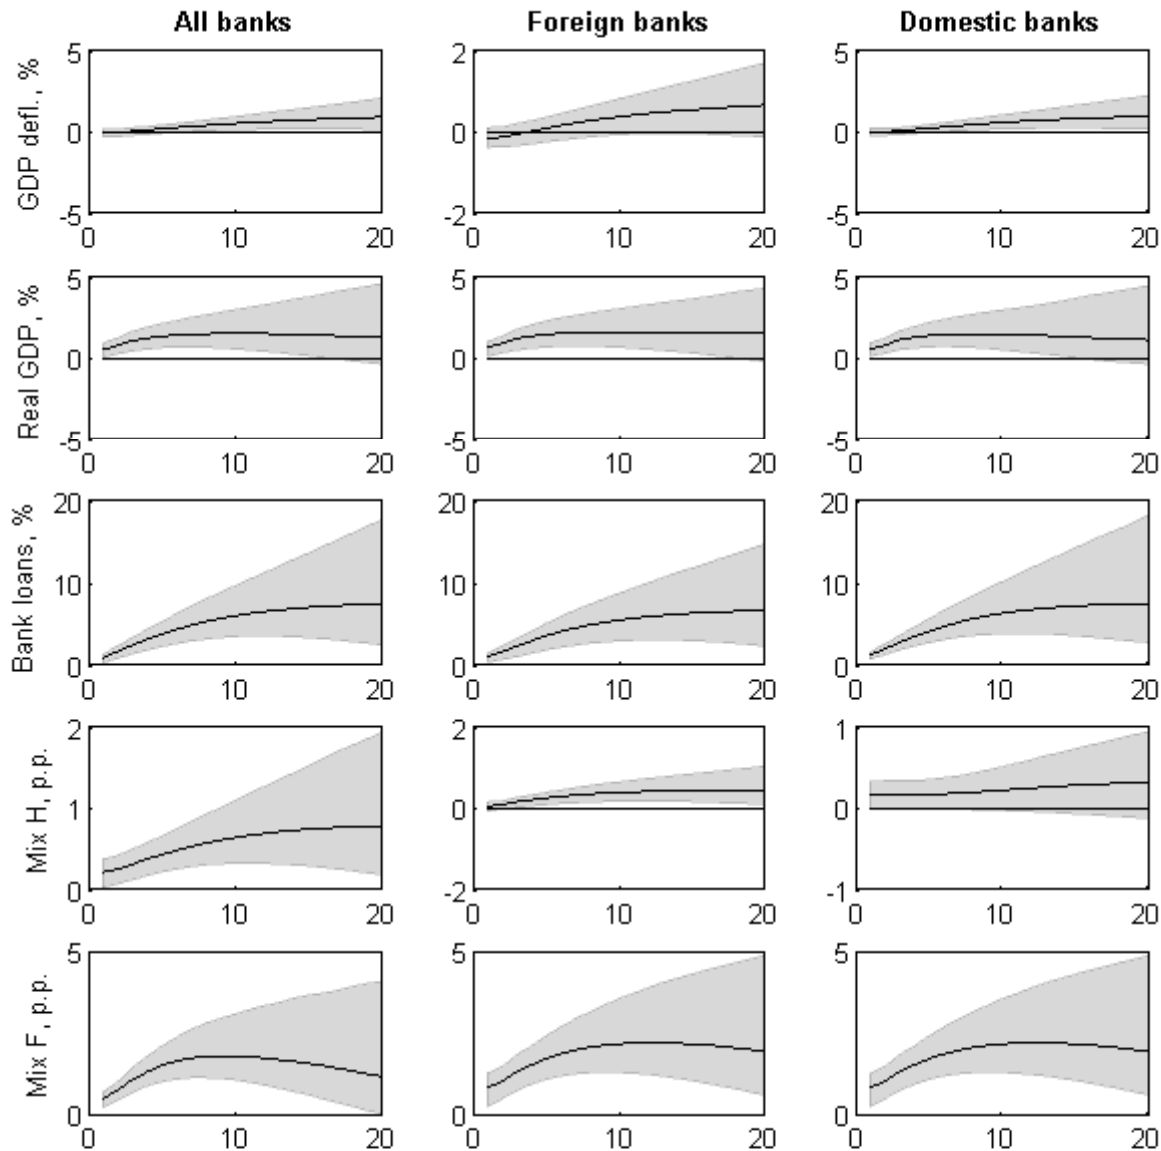 All banks Foreign banks Domestic banks
GDP defl., %
5 2 5
0 0 0
-5 -2 -5
0 10 20 0 10 20 0 10 20
Real GDP, %
5 5 5
0 0 0
-5 -5 -5
0 10 20 0 10 20 0 10 20
Bank loans, %
20 20 20
10 10 10
0 0 0
0 10 20 0 10 20 0 10 20
Mix H, p.p.
2 2 1
1 0 0
0 -2 -1
0 10 20 0 10 20 0 10 20
Mix F, p.p.
5 5 5
0 0 0
0 10 20 0 10 20 0 10 20